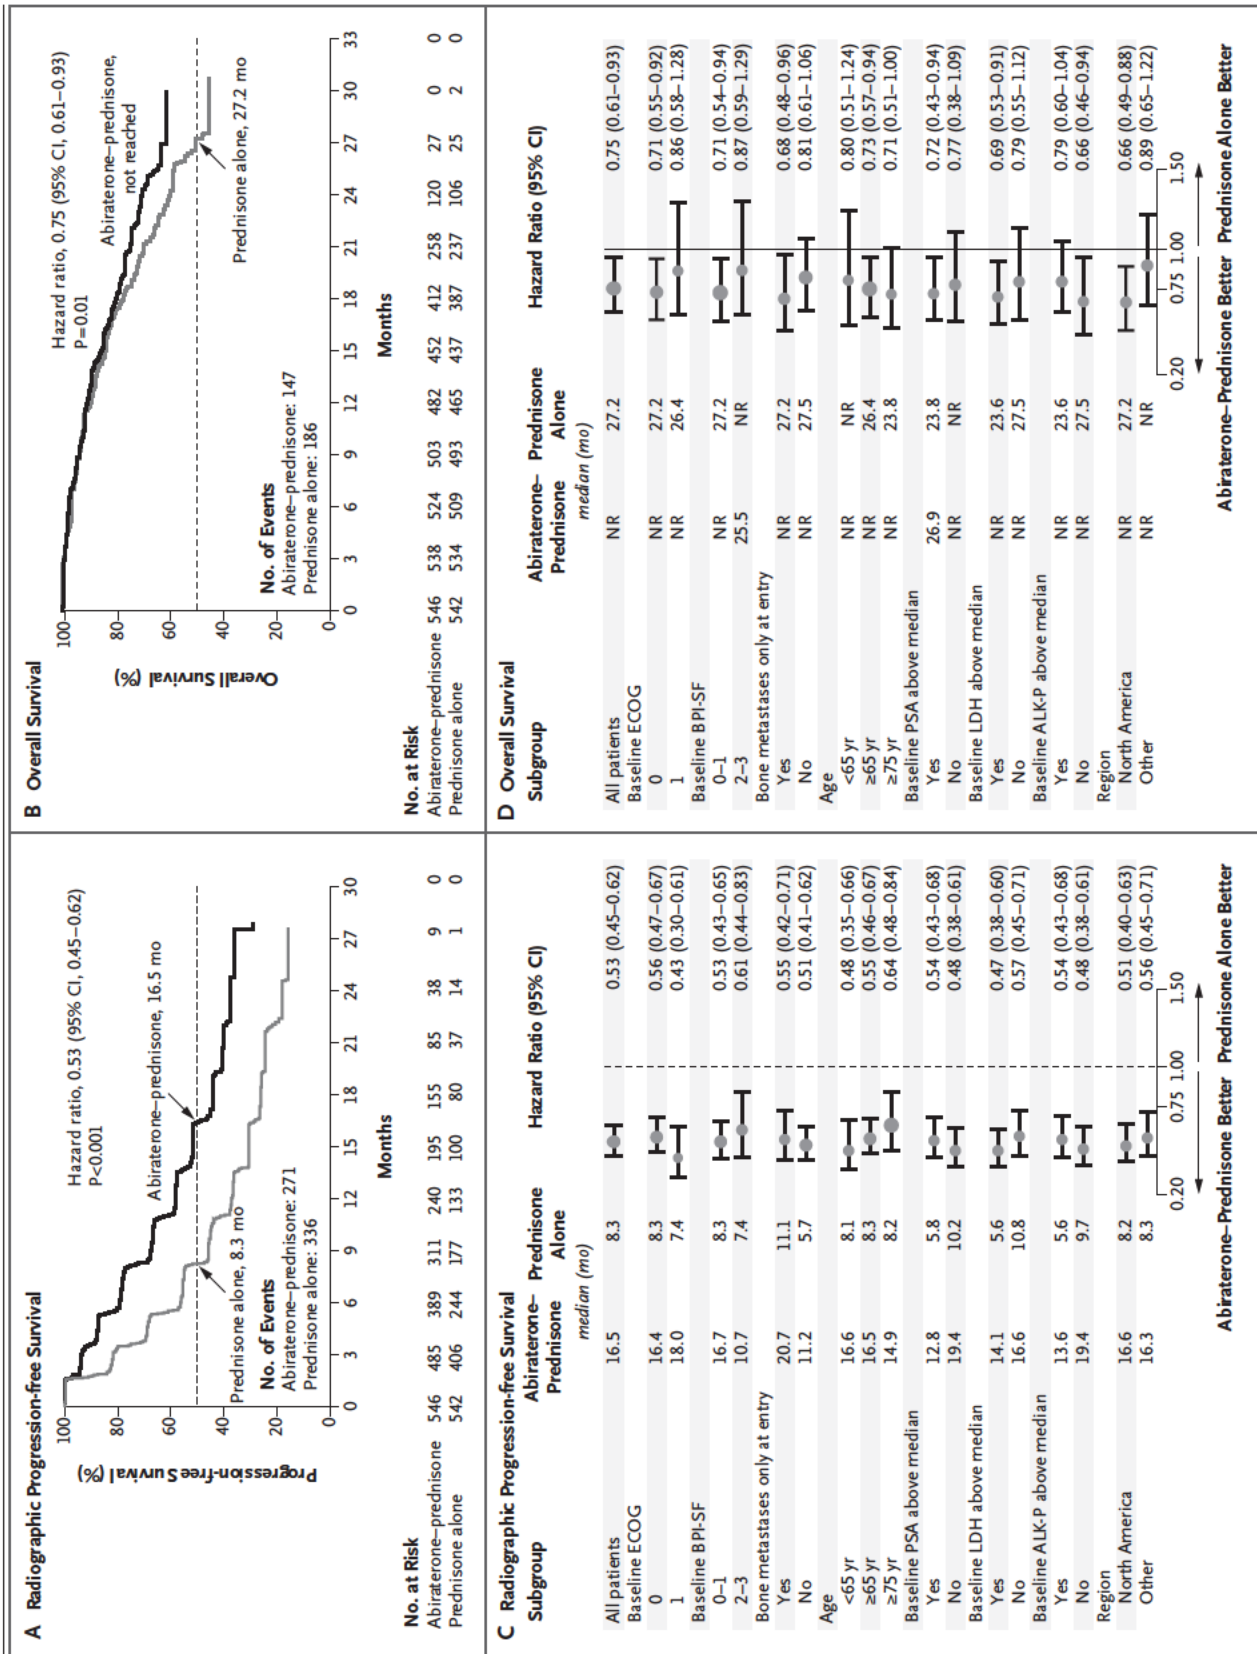 A Radiographic Progression-free Survival
Progression-free Survival (%)
100
80
60
40
20
0
Hazard ratio, 0.53 (95% CI, 0.45–0.62)
P<0.001
Abiraterone–prednisone, 16.5 mo
Prednisone alone, 8.3 mo
No. of Events
Abiraterone–prednisone: 271
Prednisone alone: 336
0 3 6 9 12 15 18 21 24 27 30
Months
No. at Risk
Abiraterone–prednisone 546 485 389 311 240 195 155 85 38 9 0
Prednisone alone 542 406 244 177 133 100 80 37 14 1 0
B Overall Survival
Overall Survival (%)
100
80
60
40
20
0
Hazard ratio, 0.75 (95% CI, 0.61–0.93)
P=0.01
Abiraterone–prednisone,
not reached
Prednisone alone, 27.2 mo
No. of Events
Abiraterone–prednisone: 147
Prednisone alone: 186
0 3 6 9 12 15 18 21 24 27 30 33
Months
No. at Risk
Abiraterone–prednisone 546 538 524 503 482 452 412 258 120 27 0 0
Prednisone alone 542 534 509 493 465 437 387 237 106 25 2 0
C Radiographic Progression-free Survival
Subgroup Abiraterone–Prednisone Prednisone Alone Hazard Ratio (95% CI)
median (mo)
All patients 16.5 8.3 0.53 (0.45–0.62)
Baseline ECOG
0 16.4 8.3 0.56 (0.47–0.67)
1 18.0 7.4 0.43 (0.30–0.61)
Baseline BPI-SF
0–1 16.7 8.3 0.53 (0.43–0.65)
2–3 10.7 7.4 0.61 (0.44–0.83)
Bone metastases only at entry
Yes 20.7 11.1 0.55 (0.42–0.71)
No 11.2 5.7 0.51 (0.41–0.62)
Age
<65 yr 16.6 8.1 0.48 (0.35–0.66)
≥65 yr 16.5 8.3 0.55 (0.46–0.67)
≥75 yr 14.9 8.2 0.64 (0.48–0.84)
Baseline PSA above median
Yes 12.8 5.8 0.54 (0.43–0.68)
No 19.4 10.2 0.48 (0.38–0.61)
Baseline LDH above median
Yes 14.1 5.6 0.47 (0.38–0.60)
No 16.6 10.8 0.57 (0.45–0.71)
Baseline ALK-P above median
Yes 13.6 5.6 0.54 (0.43–0.68)
No 19.4 9.7 0.48 (0.38–0.61)
Region
North America 16.6 8.2 0.51 (0.40–0.63)
Other 16.3 8.3 0.56 (0.45–0.71)
0.20 0.75 1.00 1.50
Abiraterone–Prednisone Better Prednisone Alone Better
D Overall Survival
Subgroup Abiraterone–Prednisone Prednisone Alone Hazard Ratio (95% CI)
median (mo)
All patients NR 27.2 0.75 (0.61–0.93)
Baseline ECOG
0 NR 27.2 0.71 (0.55–0.92)
1 NR 26.4 0.86 (0.58–1.28)
Baseline BPI-SF
0–1 NR 27.2 0.71 (0.54–0.94)
2–3 25.5 NR 0.87 (0.59–1.29)
Bone metastases only at entry
Yes NR 27.2 0.68 (0.48–0.96)
No NR 27.5 0.81 (0.61–1.06)
Age
<65 yr NR NR 0.80 (0.51–1.24)
≥65 yr NR 26.4 0.73 (0.57–0.94)
≥75 yr NR 23.8 0.71 (0.51–1.00)
Baseline PSA above median
Yes 26.9 23.8 0.72 (0.43–0.94)
No NR NR 0.77 (0.38–1.09)
Baseline LDH above median
Yes NR 23.6 0.69 (0.53–0.91)
No NR 27.5 0.79 (0.55–1.12)
Baseline ALK-P above median
Yes NR 23.6 0.79 (0.60–1.04)
No NR 27.5 0.66 (0.46–0.94)
Region
North America NR 27.2 0.66 (0.49–0.88)
Other NR NR 0.89 (0.65–1.22)
0.20 0.75 1.00 1.50
Abiraterone–Prednisone Better Prednisone Alone Better